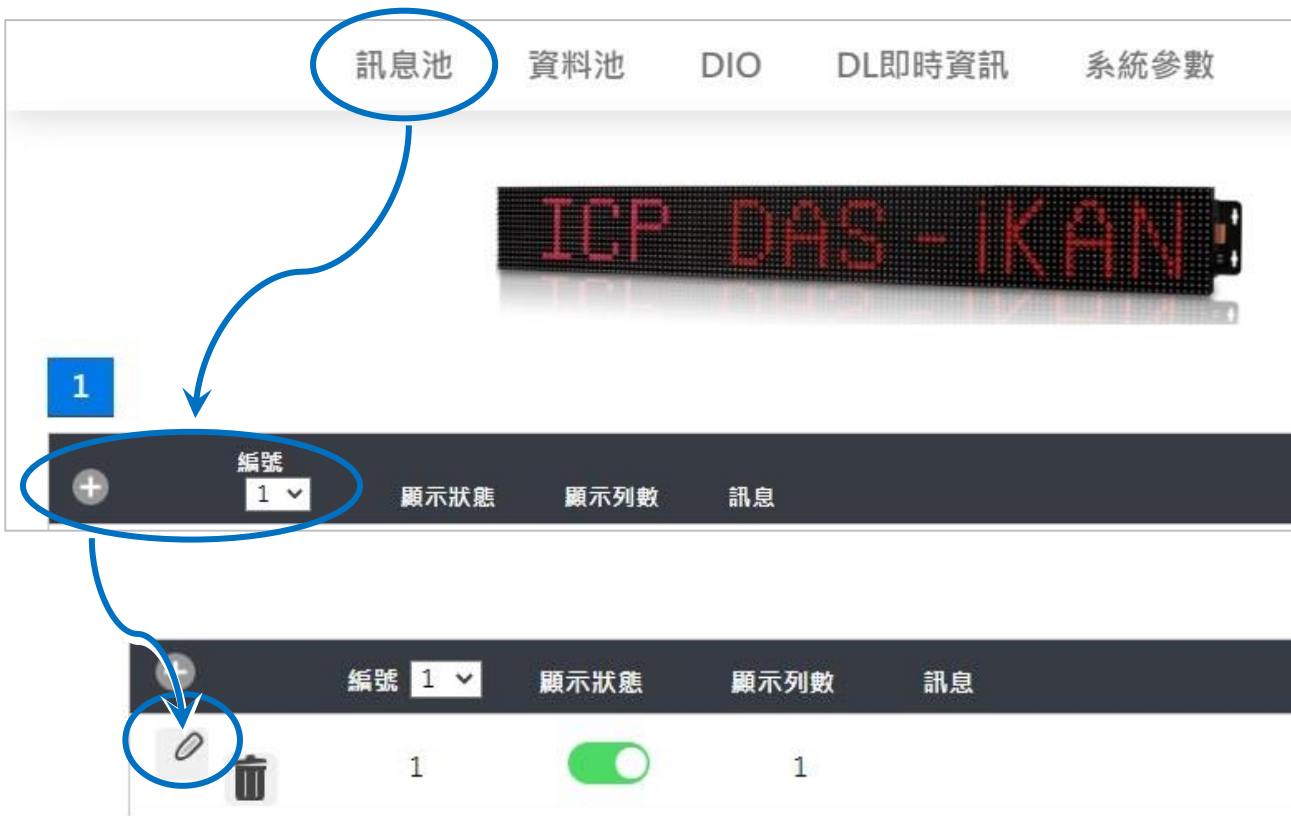 訊息池 資料池 DIO DL即時資訊 系統參數
ICP DAS-iKAN
1
編號
1 顯示狀態 顯示列數 訊息
編號 1 顯示狀態 顯示列數 訊息
1 1